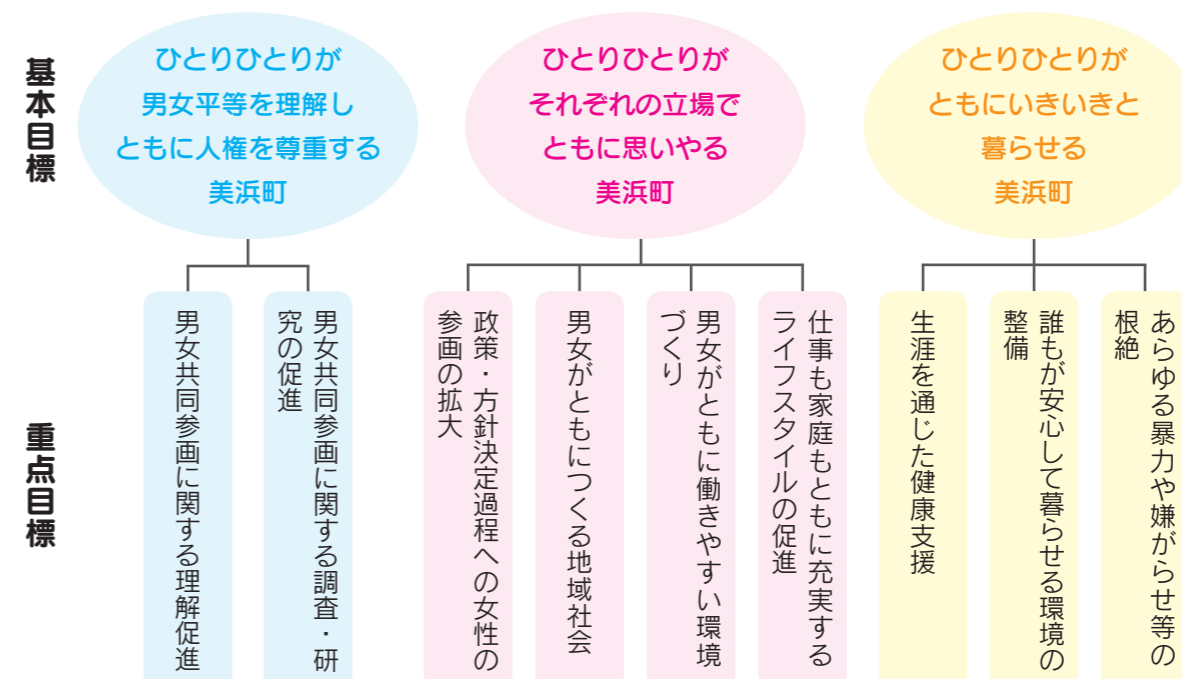 基本目標
ひとりひとりが
男女平等を理解し
ともに人権を尊重する
美浜町
ひとりひとりが
それぞれの立場で
ともに思いやる
美浜町
ひとりひとりが
ともにいきいきと
暮らせる
美浜町
重点目標
男女共同参画に関する理解促進
男女共同参画に関する調査・研
究の促進
政策・方針決定過程への女性の
参画の拡大
男女がともにつくる地域社会
男女がともに働きやすい環境
づくり
仕事も家庭もともに充実する
ライフスタイルの促進
生涯を通じた健康支援
誰もが安心して暮らせる環境の
整備
あらゆる暴力や嫌がらせ等の
根絶